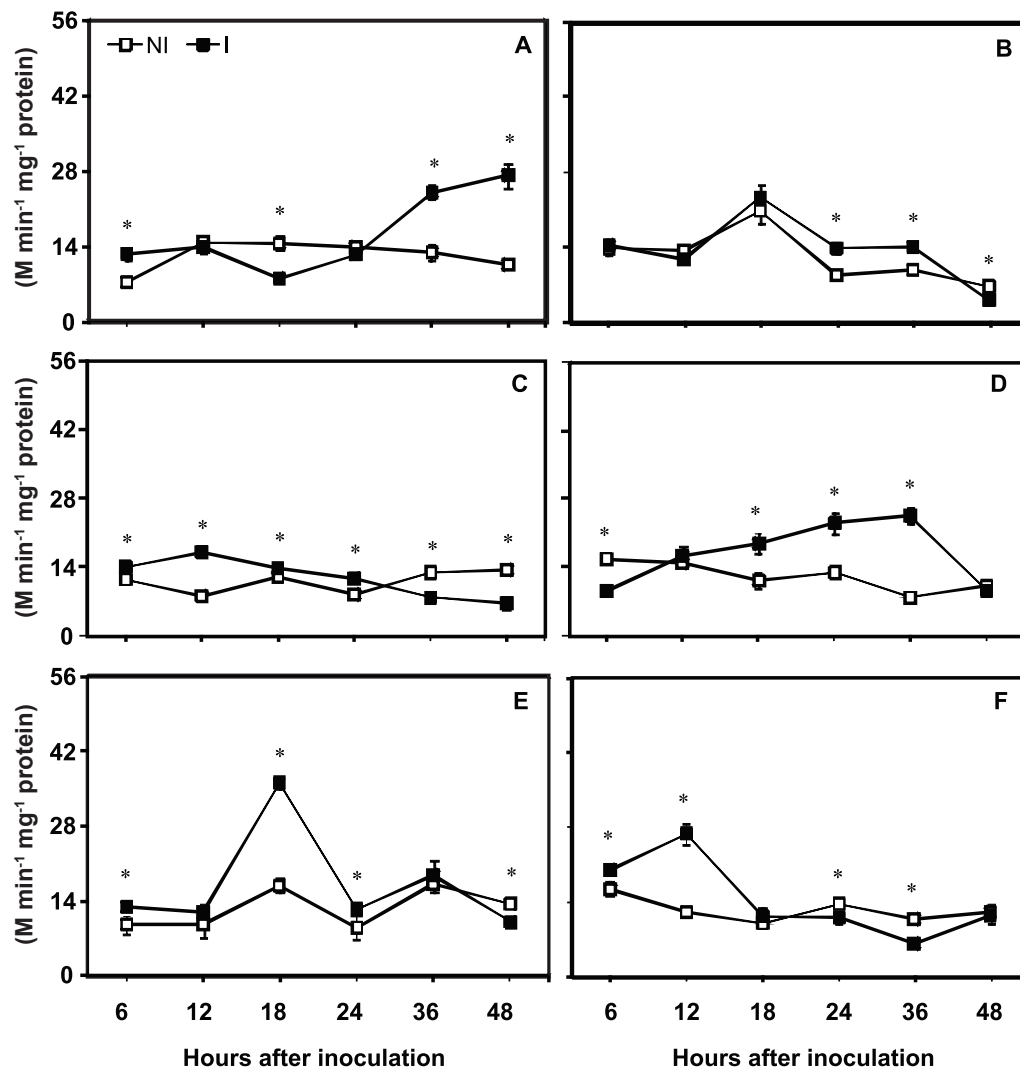 56
NI I
A
B
42
28
14
0
(M min⁻¹ mg⁻¹ protein)
* * * *
* * *
56
C
D
42
28
14
0
(M min⁻¹ mg⁻¹ protein)
* * * * * *
* * * *
56
E
F
42
28
14
0
(M min⁻¹ mg⁻¹ protein)
* * * *
* * * *
6 12 18 24 36 48
6 12 18 24 36 48
Hours after inoculation
Hours after inoculation